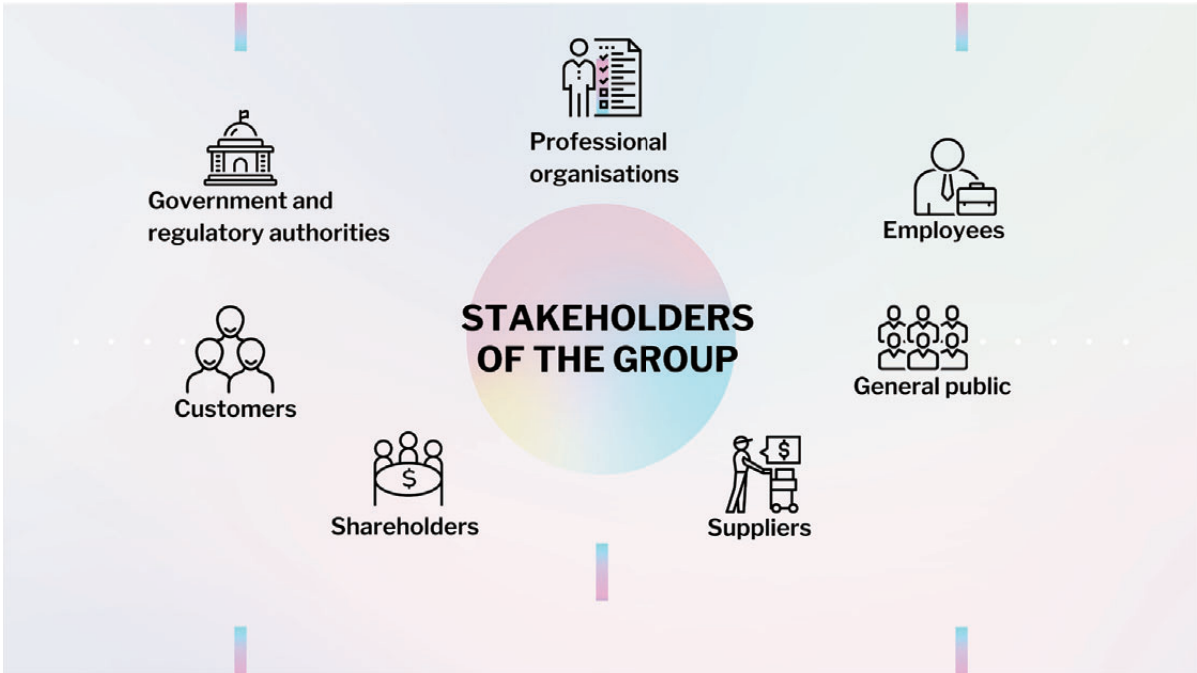 Professional
organisations
Government and
regulatory authorities
Employees
STAKEHOLDERS
OF THE GROUP
Customers
General public
Shareholders
$
Suppliers
$